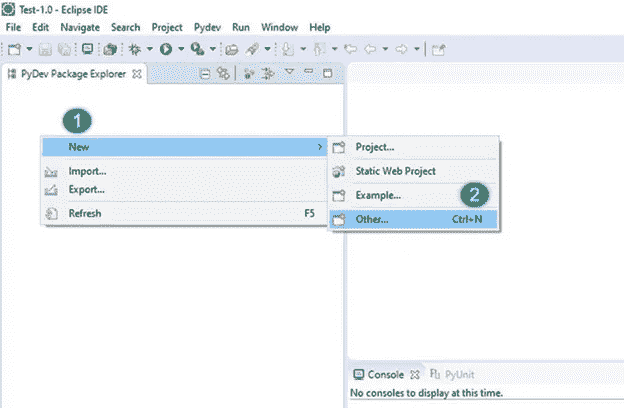 Test-1.0 - Eclipse IDE
File Edit Navigate Search Project Pydev Run Window Help
PyDev Package Explorer
1
New
Project...
Static Web Project
Import...
Export...
Example...
2
Refresh F5
Other... Ctrl+N
Console PyUnit
No consoles to display at this time.